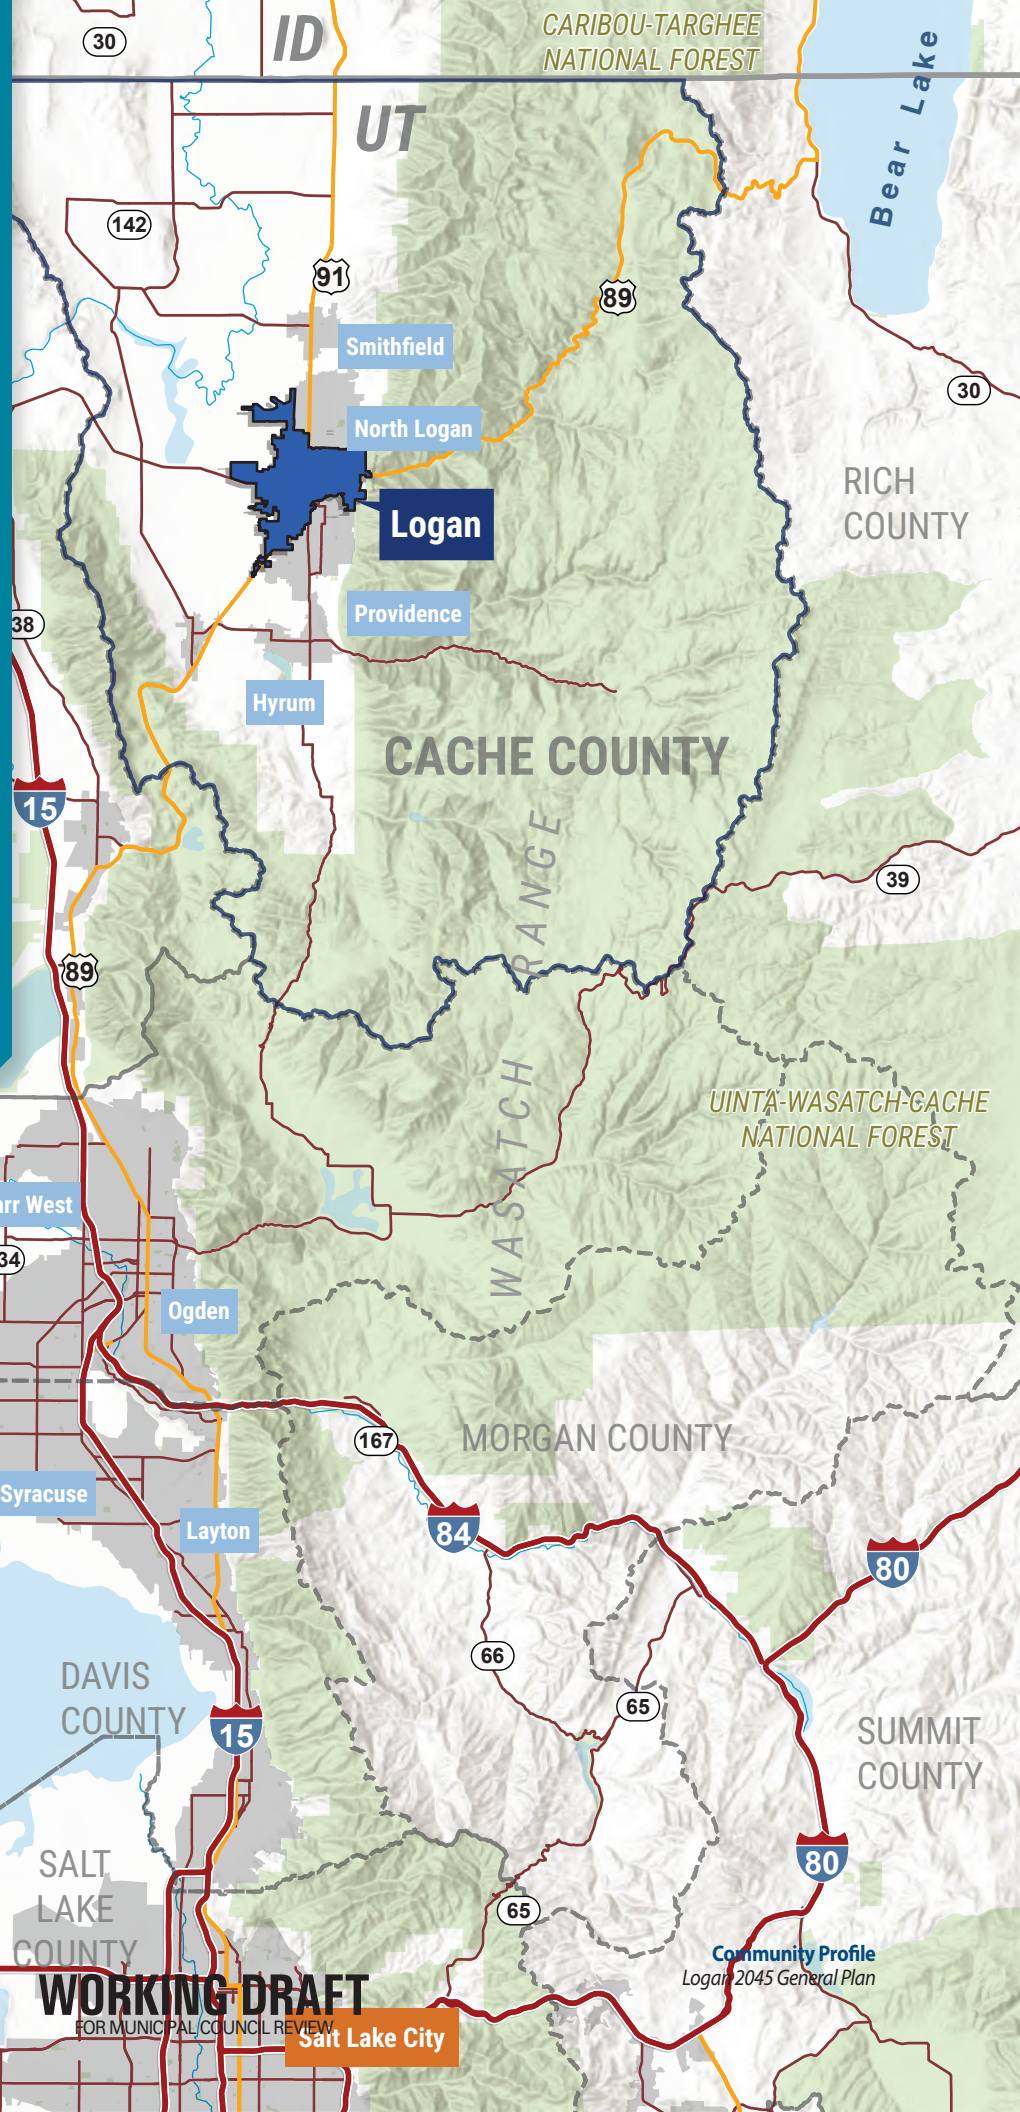 30
ID
CARIBOU-TARGHEE
NATIONAL FOREST
Bear Lake
UT
142
91
89
Smithfield
30
North Logan
RICH
COUNTY
Logan
Providence
38
Hyrum
CACHE COUNTY
15
WASATCH RANGE
39
89
UINTA-WASATCH-CACHE
NATIONAL FOREST
arr West
34
Ogden
167
MORGAN COUNTY
Syracuse
84
Layton
80
66
DAVIS
COUNTY
65
15
SUMMIT
COUNTY
80
SALT
LAKE
COUNTY
65
Community Profile
Logan 2045 General Plan
WORKING DRAFT
FOR MUNICIPAL COUNCIL REVIEW
Salt Lake City